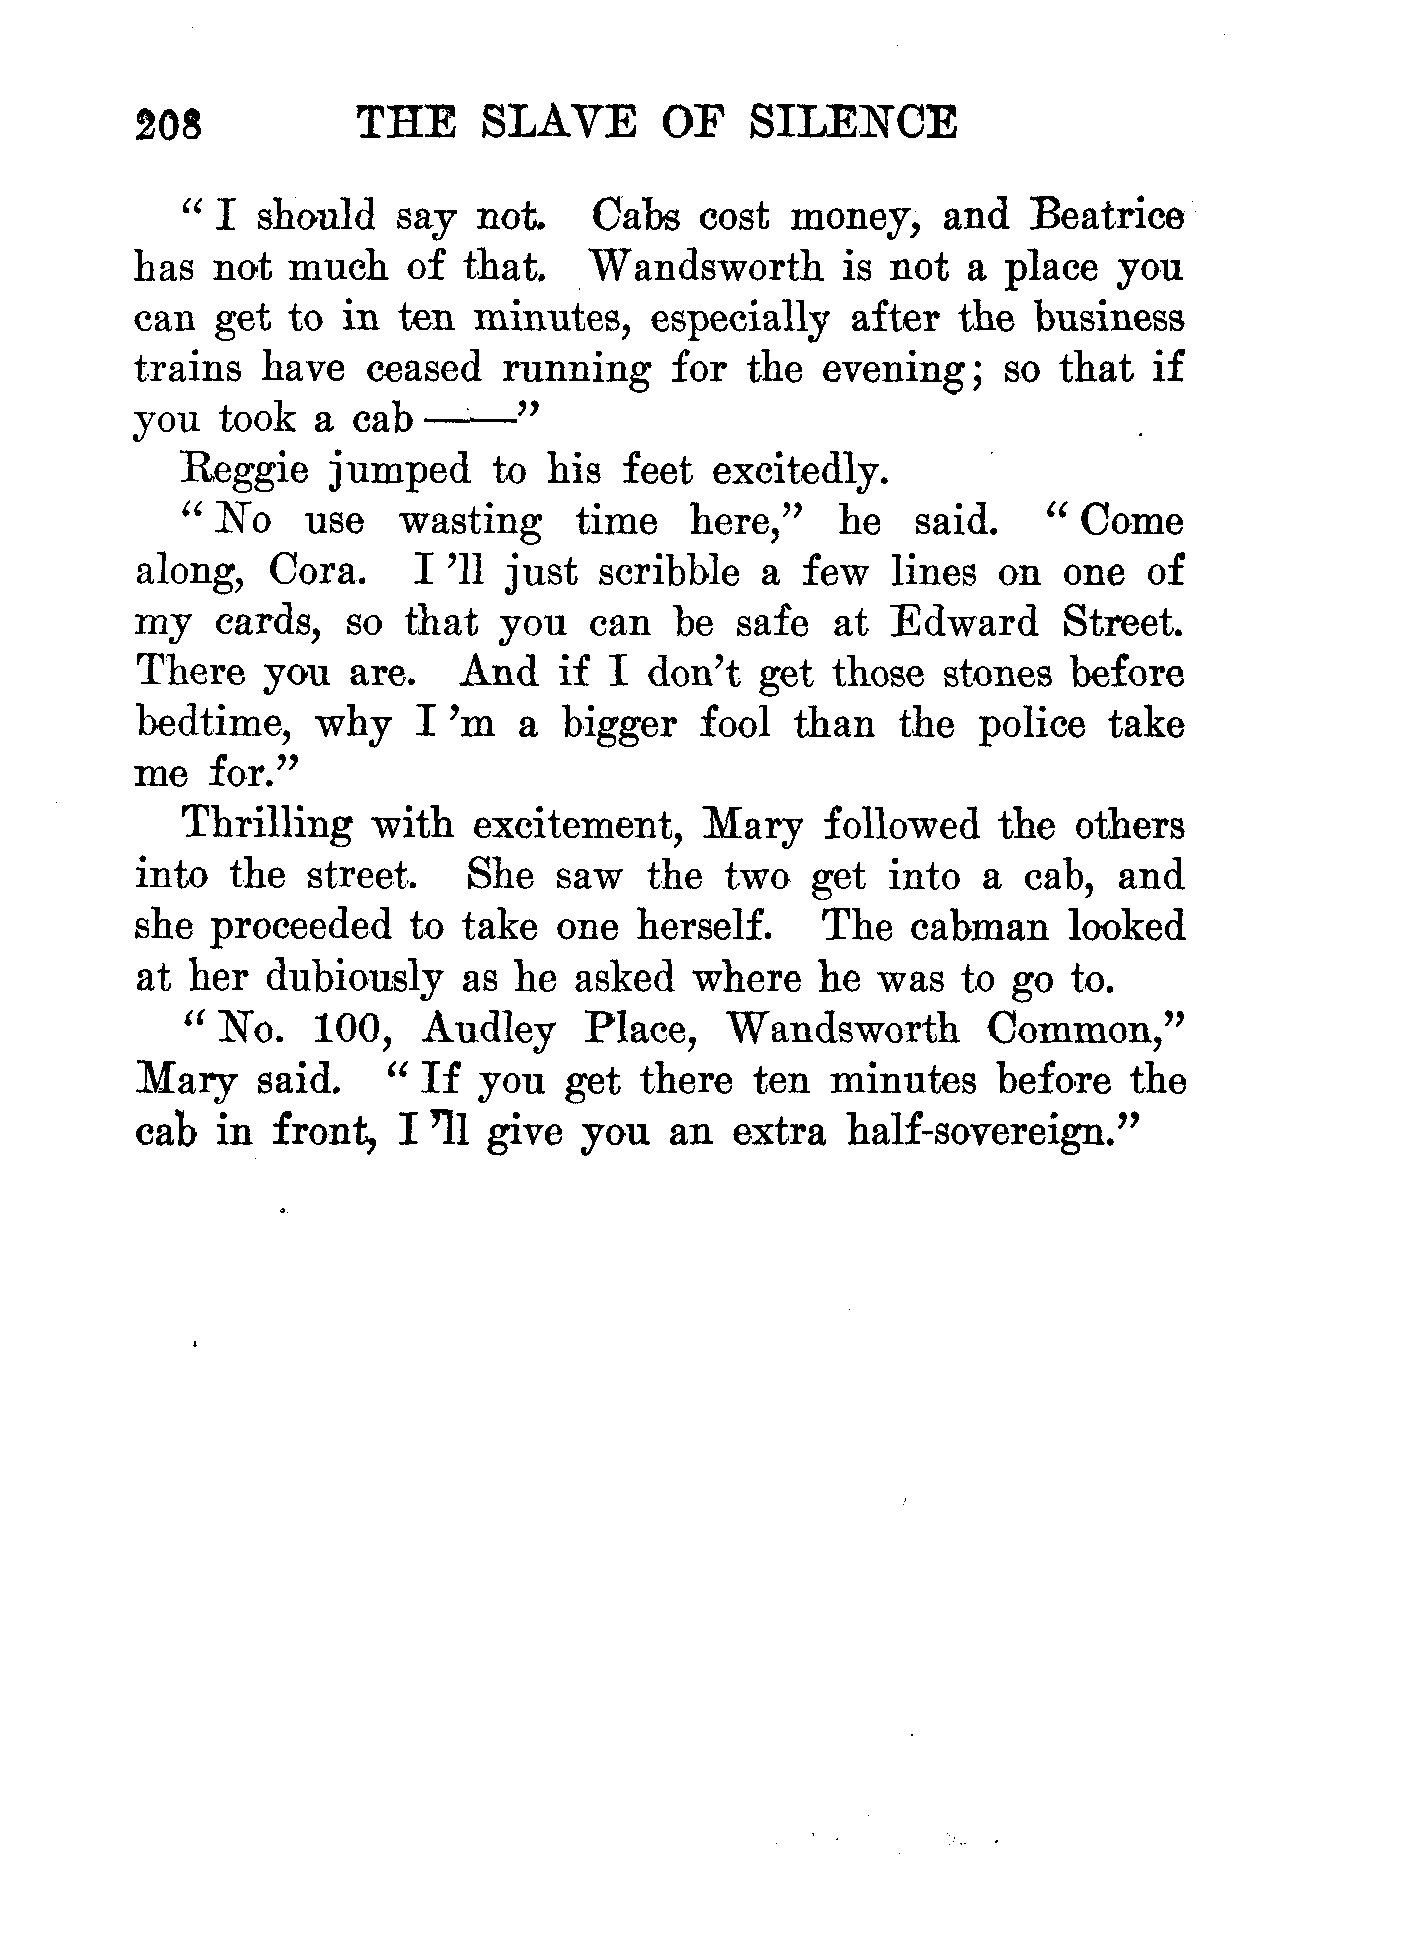 208 THE SLAVE OF SILENCE
“ I should say not. Cabs cost money, and Beatrice
has not much of that. Wandsworth is not a place you
can get to in ten minutes, especially after the business
trains have ceased running for the evening; so that if
you took a cab ——”
Reggie jumped to his feet excitedly.
“ No use wasting time here,” he said. “ Come
along, Cora. I ’ll just scribble a few lines on one of
my cards, so that you can be safe at Edward Street.
There you are. And if I don’t get those stones before
bedtime, why I ’m a bigger fool than the police take
me for.”
Thrilling with excitement, Mary followed the others
into the street. She saw the two get into a cab, and
she proceeded to take one herself. The cabman looked
at her dubiously as he asked where he was to go to.
“ No. 100, Audley Place, Wandsworth Common,”
Mary said. “ If you get there ten minutes before the
cab in front, I ’ll give you an extra half-sovereign.”